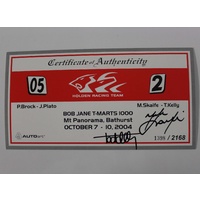 Certificate of Authenticity
05
2
HOLDEN RACING TEAM
P.Brock - J.Plato
M.Skaife - T.Kelly
BOB JANE T-MARTS 1000
Mt Panorama, Bathurst
OCTOBER 7 - 10, 2004
AUTOart
/ 2168